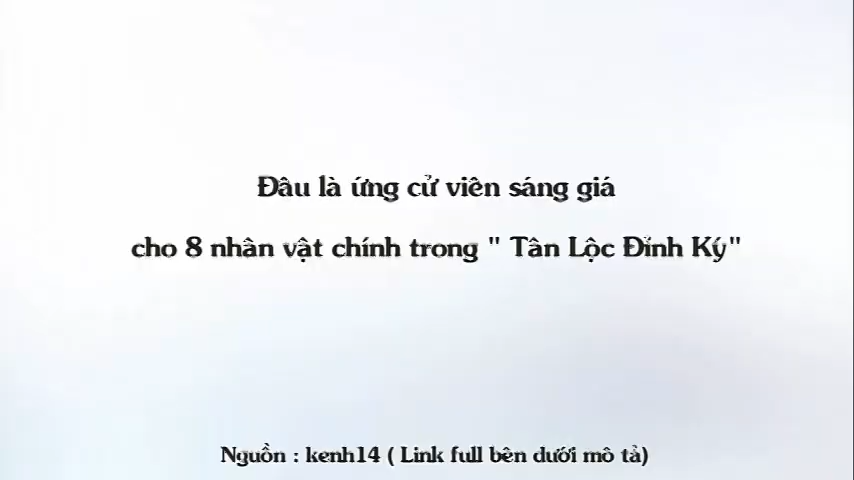 Đâu là ứng cử viên sáng giá
cho 8 nhân vật chính trong " Tân Lộc Đỉnh Ký"
Nguồn : kenh14 ( Link full bên dưới mô tả)